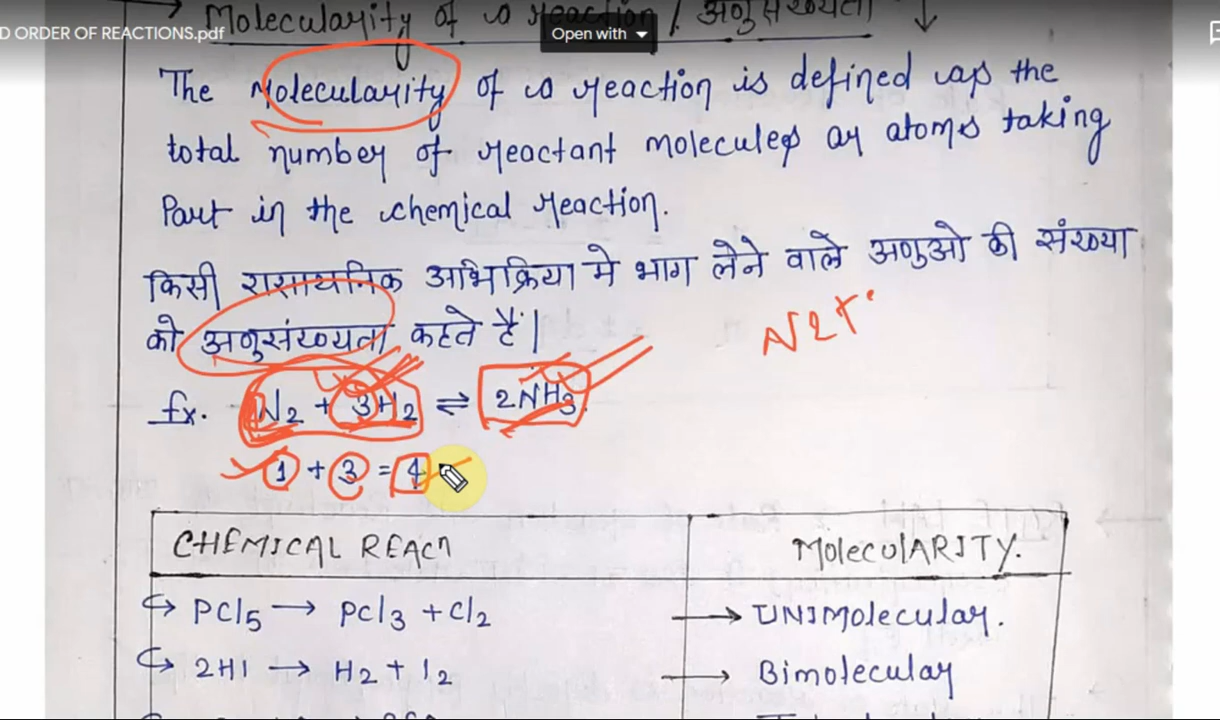 Molecularity of a reaction / अणुसंख्यता ↓
D ORDER OF REACTIONS.pdf
Open with
The Molecularity of a reaction is defined as the
total number of reactant molecules or atoms taking
Part in the chemical reaction.
किसी रासायनिक अभिक्रिया मे भाग लेने वाले अणुओ की संख्या
को अणुसंख्यता कहते हैं|
N2+
Ex. N2 + 3H2 ⇌ 2NH3.
1 + 3 = 4
CHEMICAL REACn MoleculARITY.
↪ PCl5 → PCl3 + Cl2 → UNIMolecular.
↪ 2HI → H2 + I2 → Bimolecular